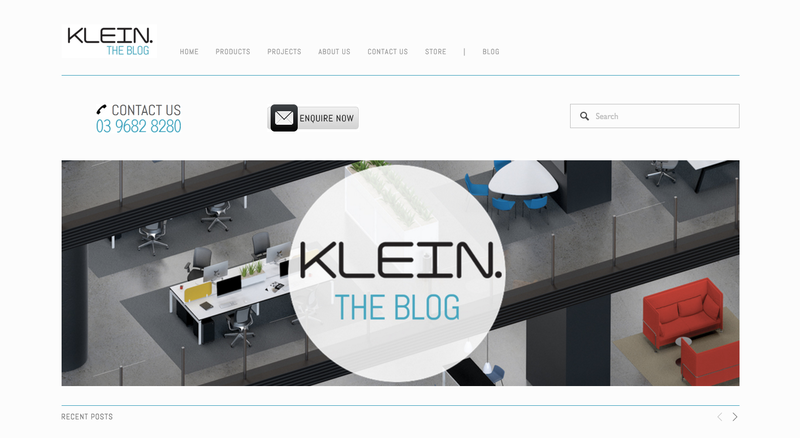 KLEIN.
THE BLOG
HOME PRODUCTS PROJECTS ABOUT US CONTACT US STORE | BLOG
CONTACT US
03 9682 8280
ENQUIRE NOW
Search
KLEIN.
THE BLOG
RECENT POSTS